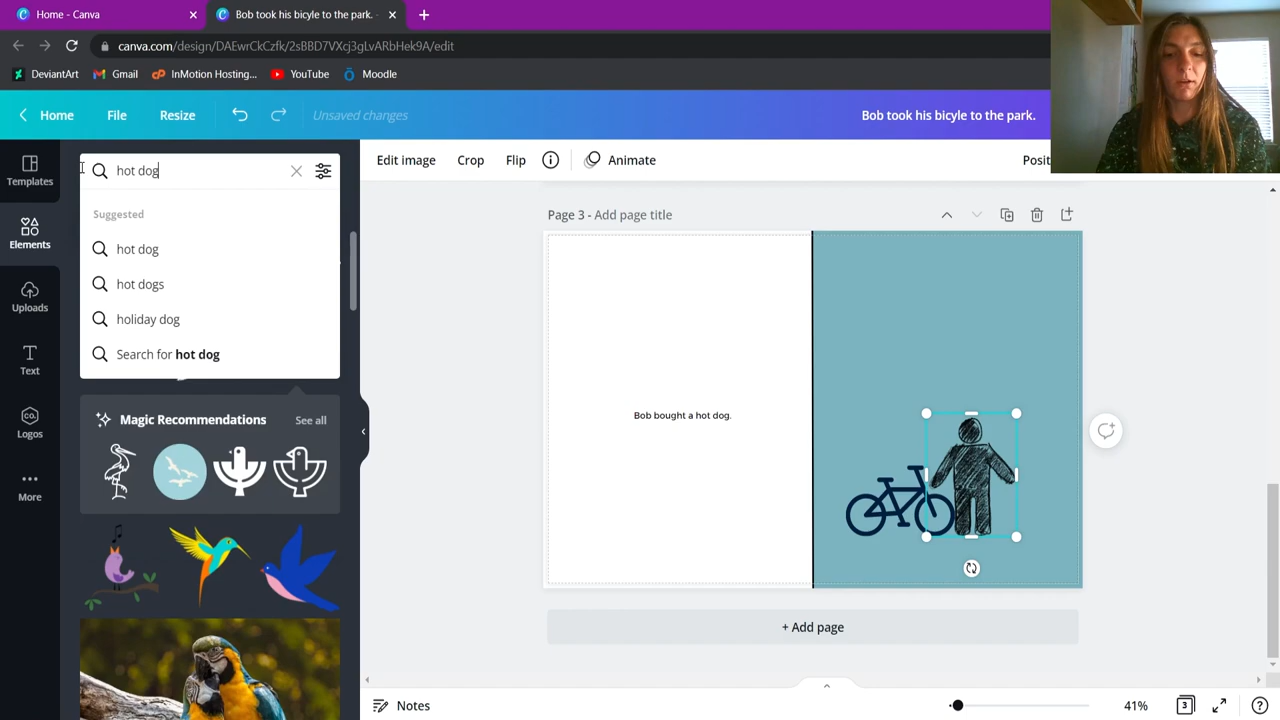 Home - Canva
Bob took his bicyle to the park. -
canva.com/design/DAEwrCkCzfk/2sBBD7VXcj3gLvARbHek9A/edit
DeviantArt
Gmail
InMotion Hosting...
YouTube
Moodle
Home
File
Resize
Unsaved changes
Bob took his bicyle to the park.
Templates
Elements
Uploads
Text
CO.
Logos
More
hot dog
Suggested
hot dog
hot dogs
holiday dog
Search for hot dog
Magic Recommendations
See all
Edit image
Crop
Flip
Animate
Posit
Page 3 - Add page title
Bob bought a hot dog.
+ Add page
Notes
41%
3